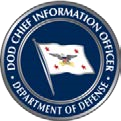 DOD CHIEF INFORMATION OFFICER
DEPARTMENT OF DEFENSE